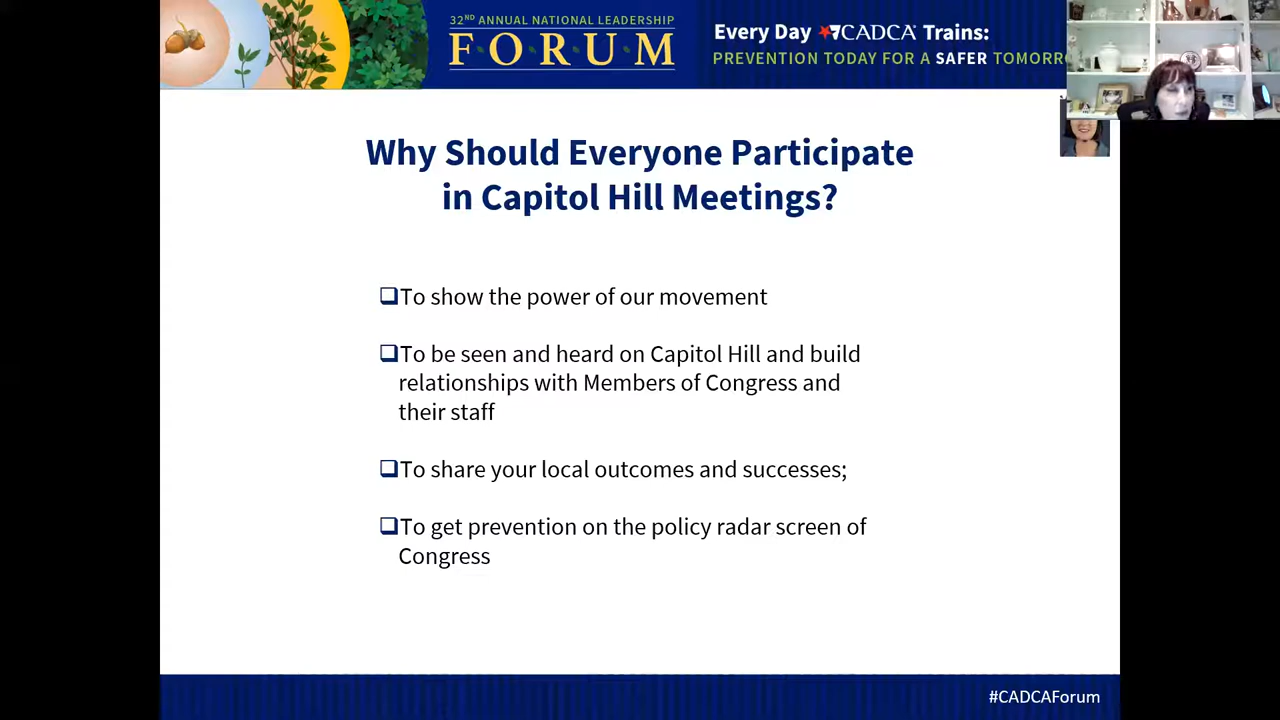 32ND ANNUAL NATIONAL LEADERSHIP
FORUM
Every Day CADCA Trains:
PREVENTION TODAY FOR A SAFER TOMORR
Why Should Everyone Participate
in Capitol Hill Meetings?
To show the power of our movement
To be seen and heard on Capitol Hill and build
relationships with Members of Congress and
their staff
To share your local outcomes and successes;
To get prevention on the policy radar screen of
Congress
#CADCAForum